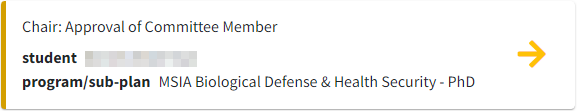 Chair: Approval of Committee Member
student
program/sub-plan MSIA Biological Defense & Health Security - PhD